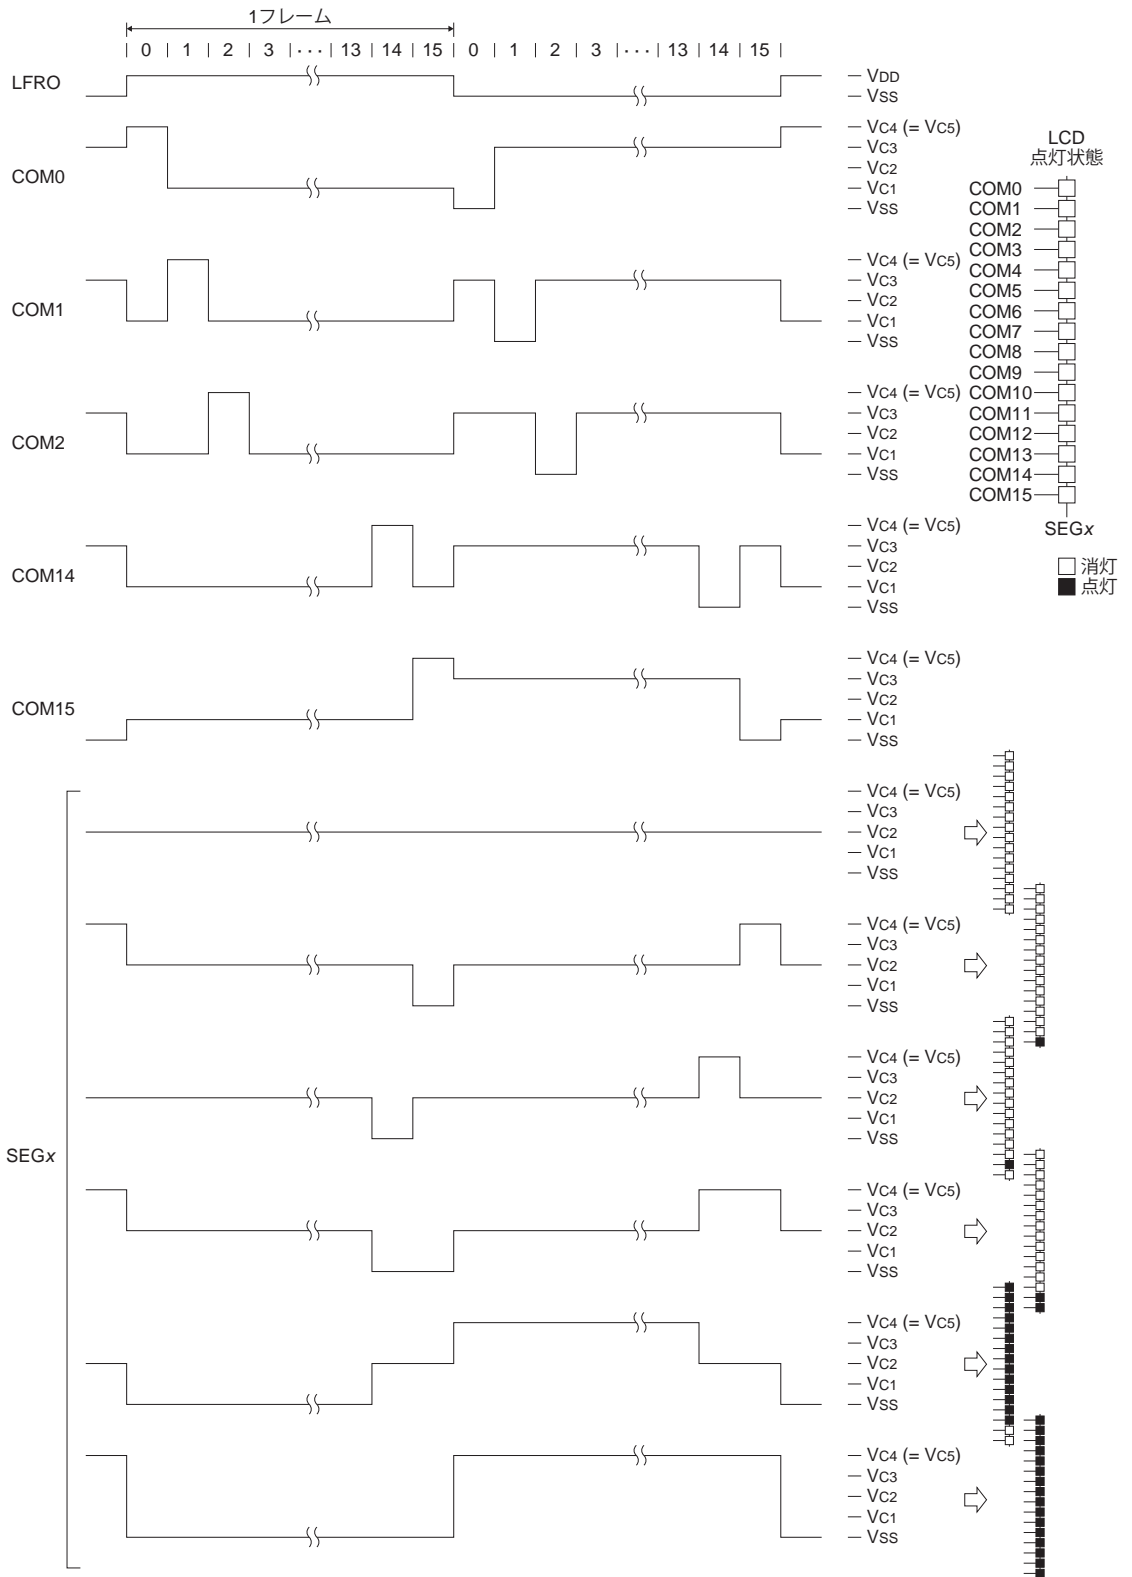 1フレーム
0 1 2 3 ··· 13 14 15 0 1 2 3 ··· 13 14 15
LFRO
VDD
VSS
COM0
VC4 (= VC5)
VC3
VC2
VC1
VSS
COM1
VC4 (= VC5)
VC3
VC2
VC1
VSS
COM2
VC4 (= VC5)
VC3
VC2
VC1
VSS
COM14
VC4 (= VC5)
VC3
VC2
VC1
VSS
COM15
VC4 (= VC5)
VC3
VC2
VC1
VSS
LCD
点灯状態
COM0
COM1
COM2
COM3
COM4
COM5
COM6
COM7
COM8
COM9
COM10
COM11
COM12
COM13
COM14
COM15
SEGx
消灯
点灯
SEGx
VC4 (= VC5)
VC3
VC2
VC1
VSS
VC4 (= VC5)
VC3
VC2
VC1
VSS
VC4 (= VC5)
VC3
VC2
VC1
VSS
VC4 (= VC5)
VC3
VC2
VC1
VSS
VC4 (= VC5)
VC3
VC2
VC1
VSS
VC4 (= VC5)
VC3
VC2
VC1
VSS